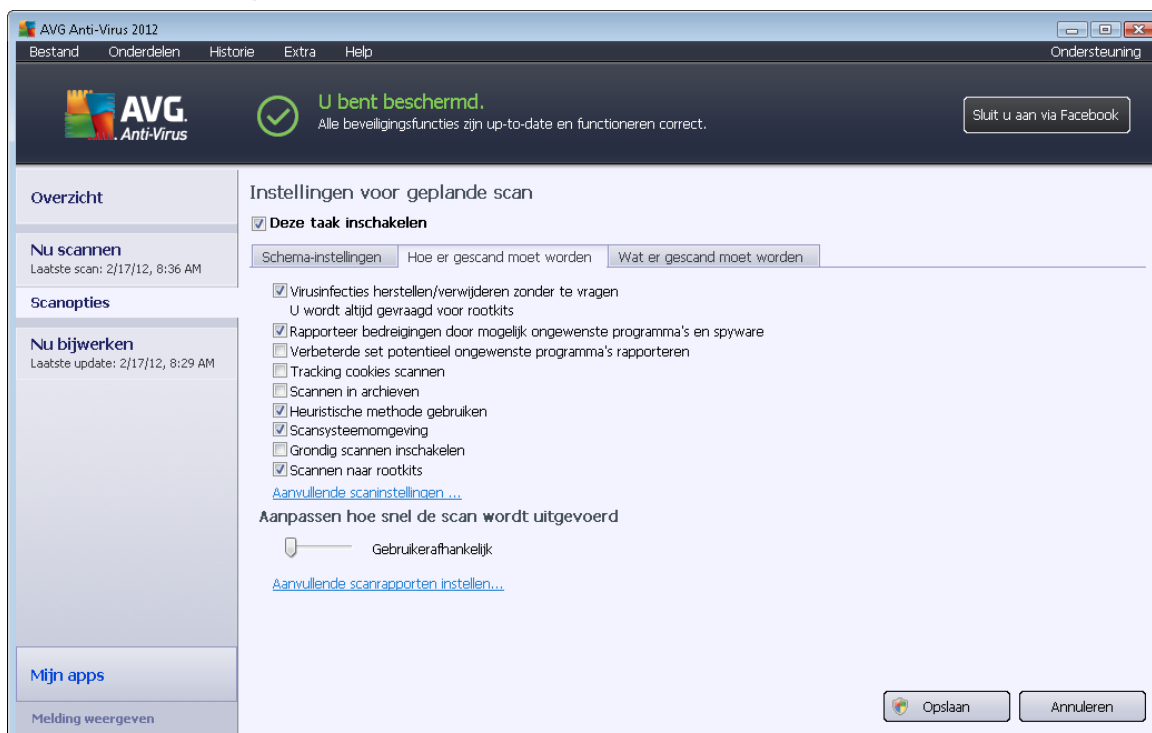 AVG Anti-Virus 2012
Bestand Onderdelen Historie Extra Help Ondersteuning
AVG.
Anti-Virus
U bent beschermd.
Alle beveiligingsfuncties zijn up-to-date en functioneren correct.
Sluit u aan via Facebook
Overzicht
Nu scannen
Laatste scan: 2/17/12, 8:36 AM
Scanopties
Nu bijwerken
Laatste update: 2/17/12, 8:29 AM
Mijn apps
Melding weergeven
Instellingen voor geplande scan
Deze taak inschakelen
Schema-instellingen Hoe er gescand moet worden Wat er gescand moet worden
Virusinfecties herstellen/verwijderen zonder te vragen
U wordt altijd gevraagd voor rootkits
Rapporteer bedreigingen door mogelijk ongewenste programma's en spyware
Verbeterde set potentieel ongewenste programma's rapporteren
Tracking cookies scannen
Scannen in archieven
Heuristische methode gebruiken
Scansysteemomgeving
Grondig scannen inschakelen
Scannen naar rootkits
Aanvullende scaninstellingen ...
Aanpassen hoe snel de scan wordt uitgevoerd
Gebruikerafhankelijk
Aanvullende scanrapporten instellen...
Opslaan Annuleren